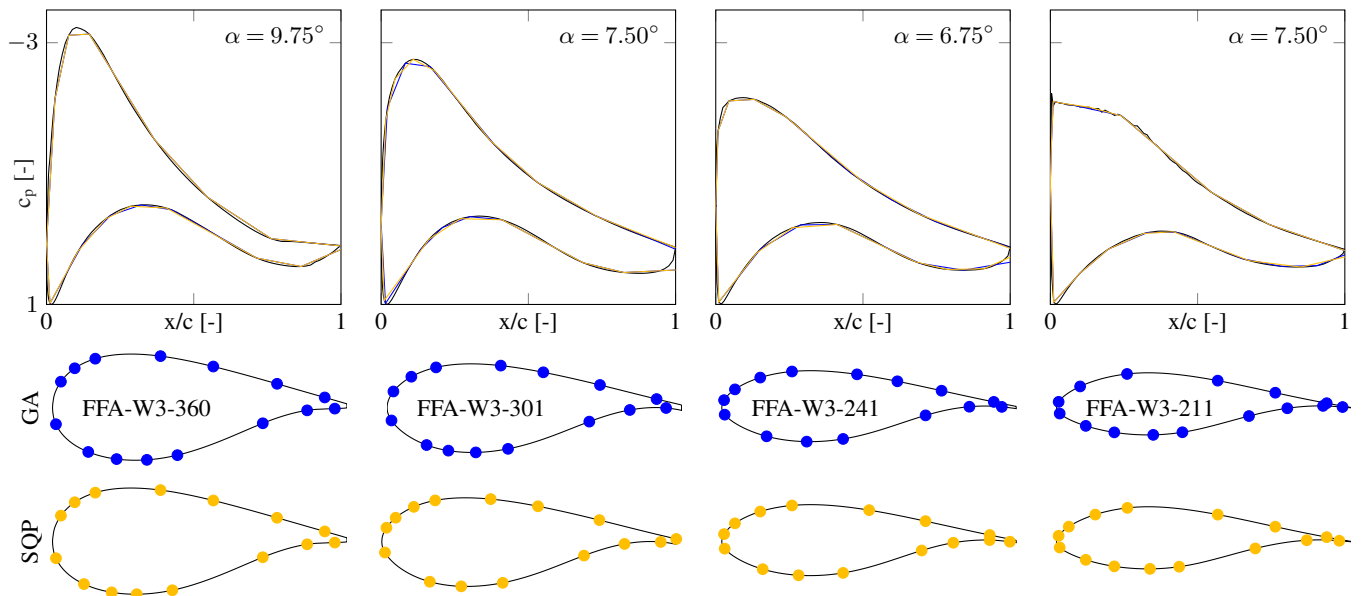 α = 9.75°
α = 7.50°
α = 6.75°
α = 7.50°
−3
c_p [-]
1
0
x/c [-]
1
0
x/c [-]
1
0
x/c [-]
1
0
x/c [-]
1
GA
FFA-W3-360
FFA-W3-301
FFA-W3-241
FFA-W3-211
SQP